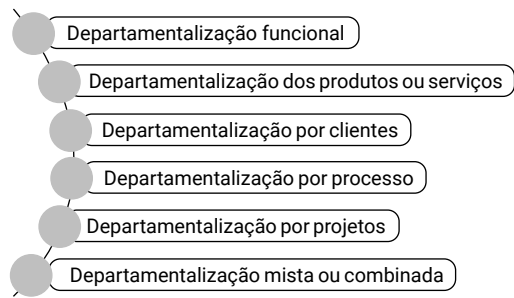 Departamentalização funcional
Departamentalização dos produtos ou serviços
Departamentalização por clientes
Departamentalização por processo
Departamentalização por projetos
Departamentalização mista ou combinada